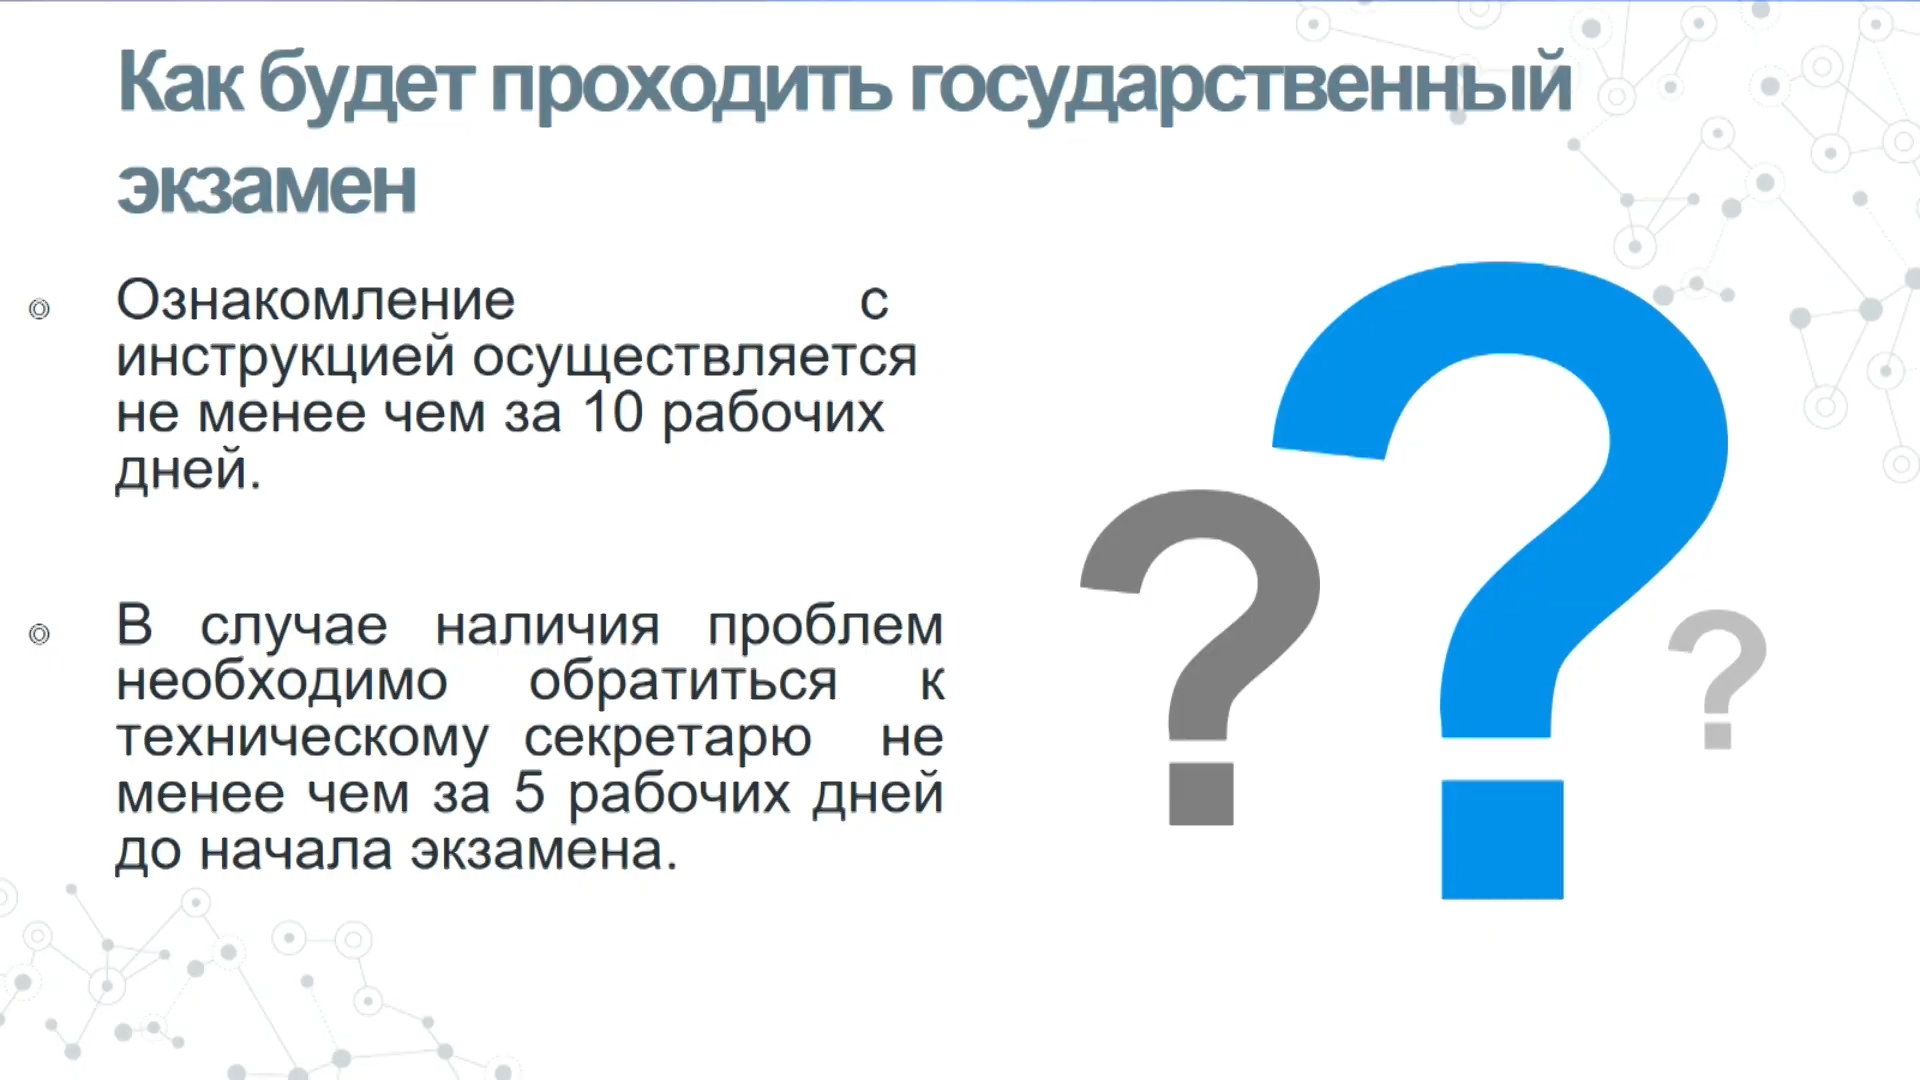 Как будет проходить государственный
экзамен
Ознакомление с
инструкцией осуществляется
не менее чем за 10 рабочих
дней.
В случае наличия проблем
необходимо обратиться к
техническому секретарю не
менее чем за 5 рабочих дней
до начала экзамена.
? ? ?